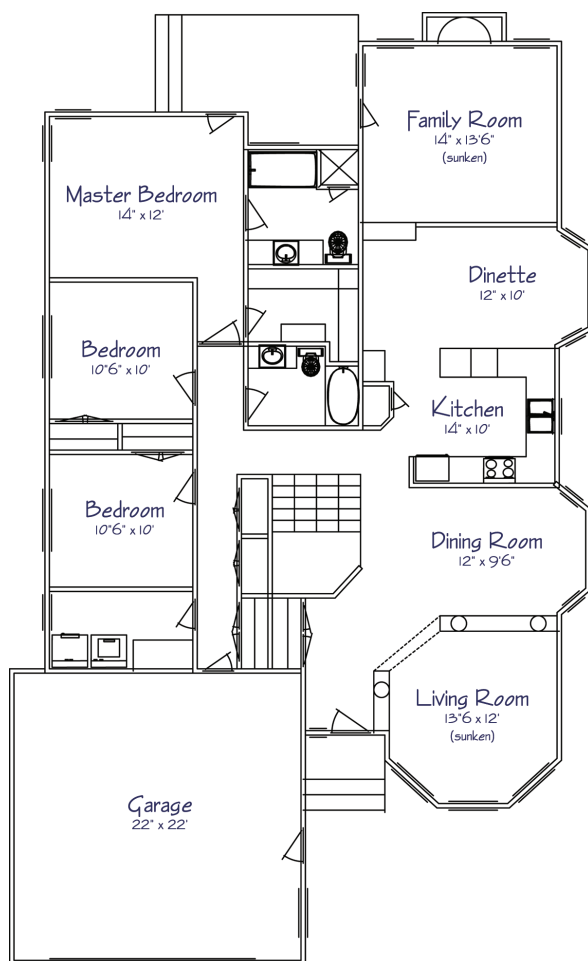 Family Room
14" x 13'6"
(sunken)
Master Bedroom
14" x 12'
Dinette
12" x 10'
Bedroom
10"6" x 10'
Kitchen
14" x 10'
Bedroom
10"6" x 10'
Dining Room
12" x 9'6"
Living Room
13"6 x 12'
(sunken)
Garage
22" x 22'